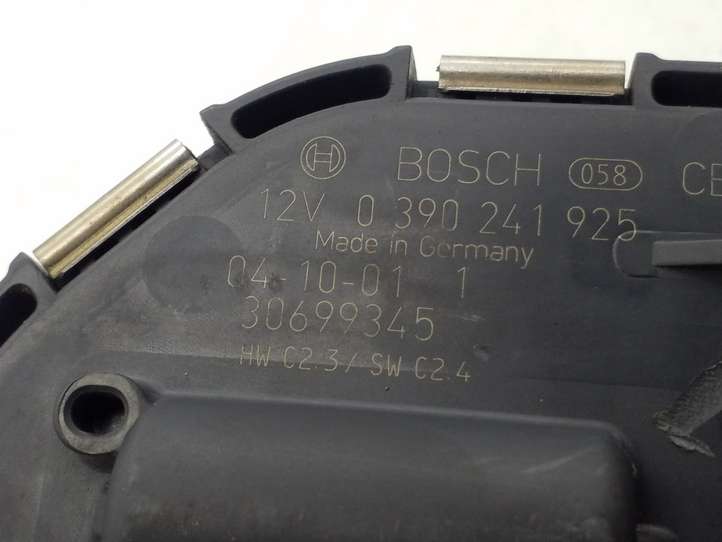 BOSCH 058 CE
12V 0 390 241 925
Made in Germany
04-10-01 1
30699345
HW C2.3/ SW C2.4